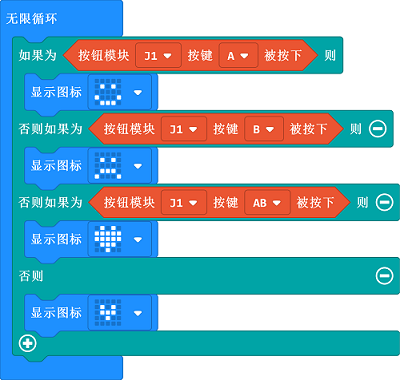 无限循环
如果为 按钮模块 J1 按键 A 被按下 则
显示图标
否则如果为 按钮模块 J1 按键 B 被按下 则
显示图标
否则如果为 按钮模块 J1 按键 AB 被按下 则
显示图标
否则
显示图标